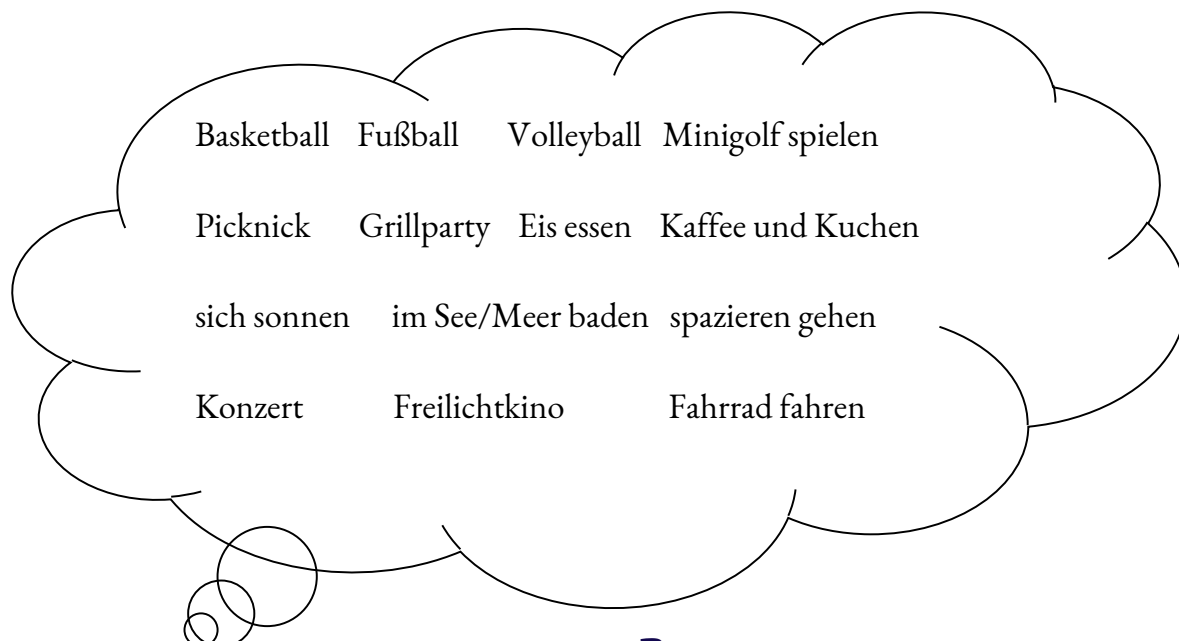 Basketball Fußball Volleyball Minigolf spielen
Picknick Grillparty Eis essen Kaffee und Kuchen
sich sonnen im See/Meer baden spazieren gehen
Konzert Freilichtkino Fahrrad fahren